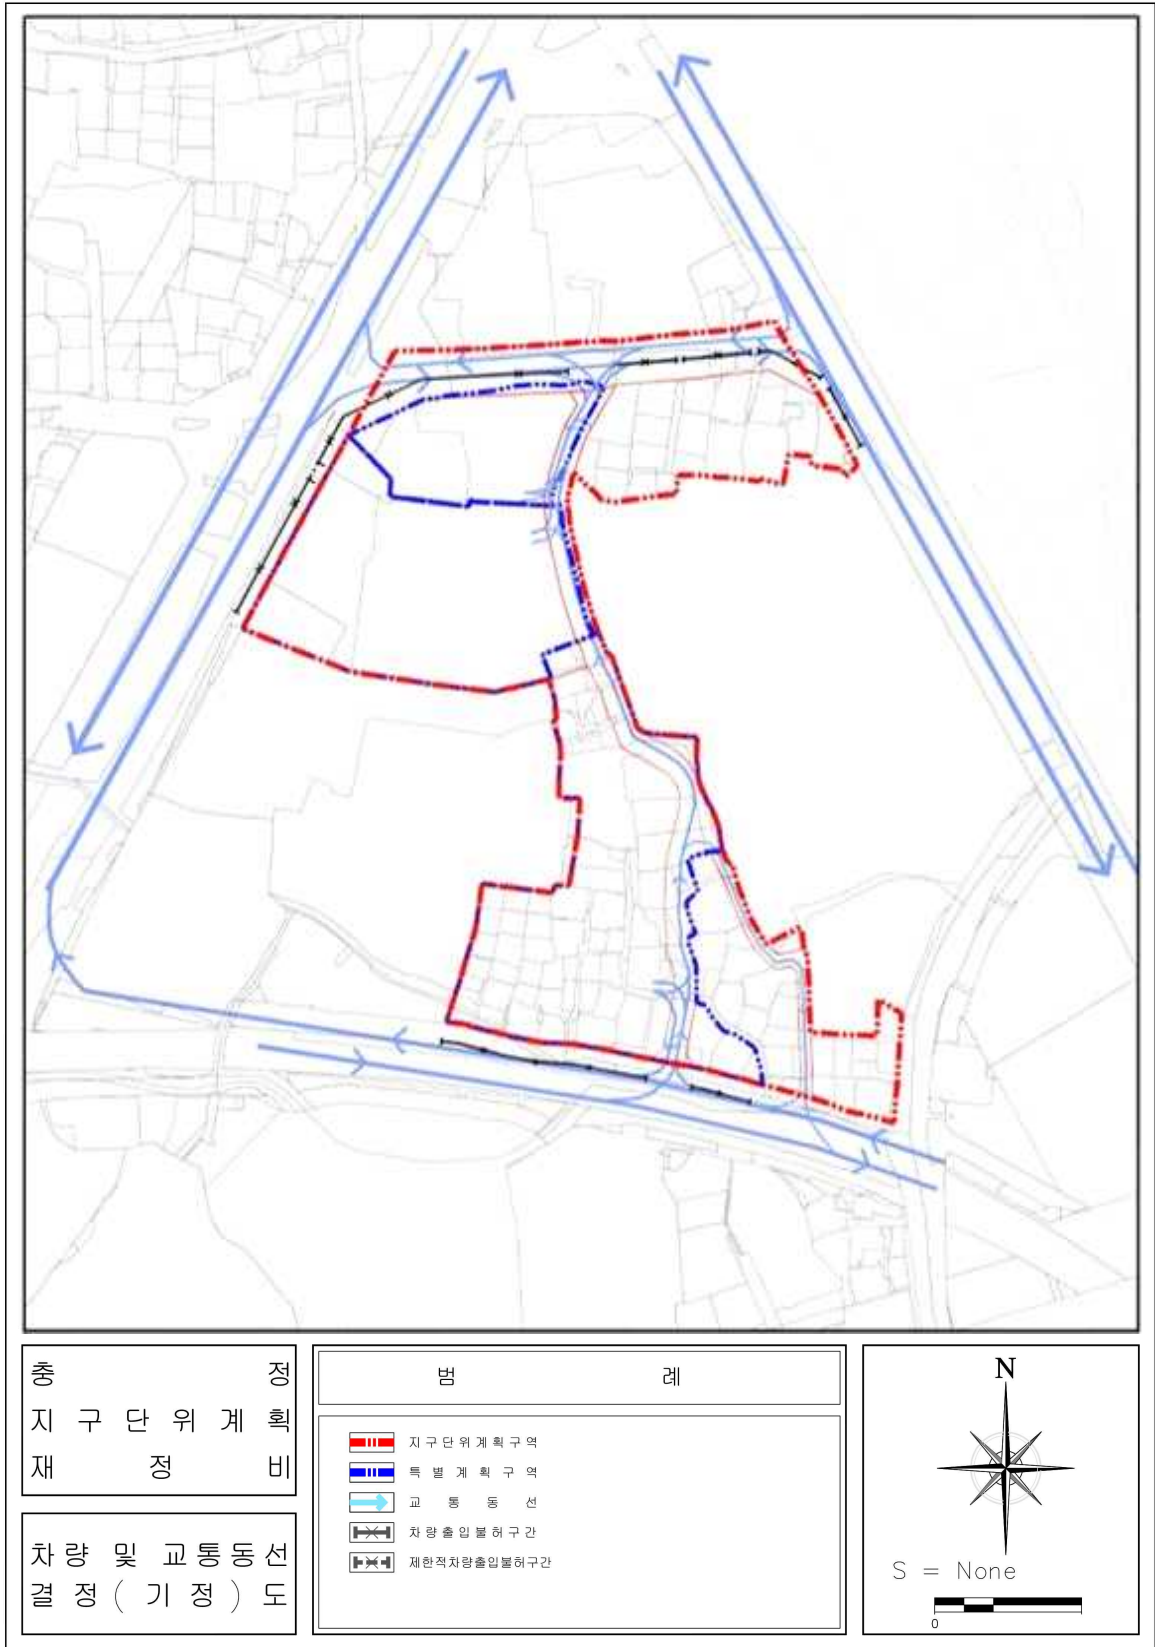 충 정
지 구 단 위 계 획
재 정 비
차량 및 교통동선
결 정 ( 기 정 ) 도
범 례
지구단위계획구역
특 별 계 획 구 역
교 통 동 선
차량출입불허구간
제한적차량출입불허구간
N
S = None
0